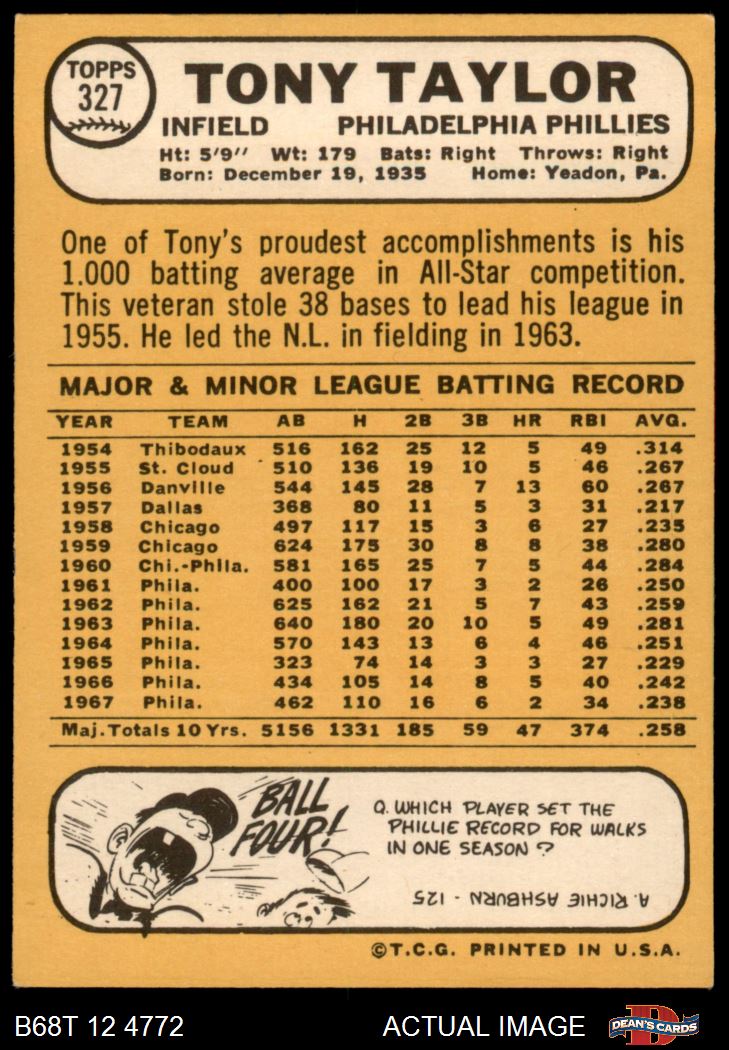 TOPPS
327
TONY TAYLOR
INFIELD PHILADELPHIA PHILLIES
Ht: 5'9" Wt: 179 Bats: Right Throws: Right
Born: December 19, 1935 Home: Yeadon, Pa.
One of Tony's proudest accomplishments is his
1.000 batting average in All-Star competition.
This veteran stole 38 bases to lead his league in
1955. He led the N.L. in fielding in 1963.
MAJOR & MINOR LEAGUE BATTING RECORD
YEAR TEAM AB H 2B 3B HR RBI AVG.
1954 Thibodaux 516 162 25 12 5 49 .314
1955 St. Cloud 510 136 19 10 5 46 .267
1956 Danville 544 145 28 7 13 60 .267
1957 Dallas 368 80 11 5 3 31 .217
1958 Chicago 497 117 15 3 6 27 .235
1959 Chicago 624 175 30 8 8 38 .280
1960 Chi.-Phila. 581 165 25 7 5 44 .284
1961 Phila. 400 100 17 3 2 26 .250
1962 Phila. 625 162 21 5 7 43 .259
1963 Phila. 640 180 20 10 5 49 .281
1964 Phila. 570 143 13 6 4 46 .251
1965 Phila. 323 74 14 3 3 27 .229
1966 Phila. 434 105 14 8 5 40 .242
1967 Phila. 462 110 16 6 2 34 .238
Maj. Totals 10 Yrs. 5156 1331 185 59 47 374 .258
BALL
FOUR!
Q. WHICH PLAYER SET THE
PHILLIE RECORD FOR WALKS
IN ONE SEASON?
A. RICHIE ASHBURN - 125
©T.C.G. PRINTED IN U.S.A.
B68T 12 4772 ACTUAL IMAGE DEAN'S CARDS